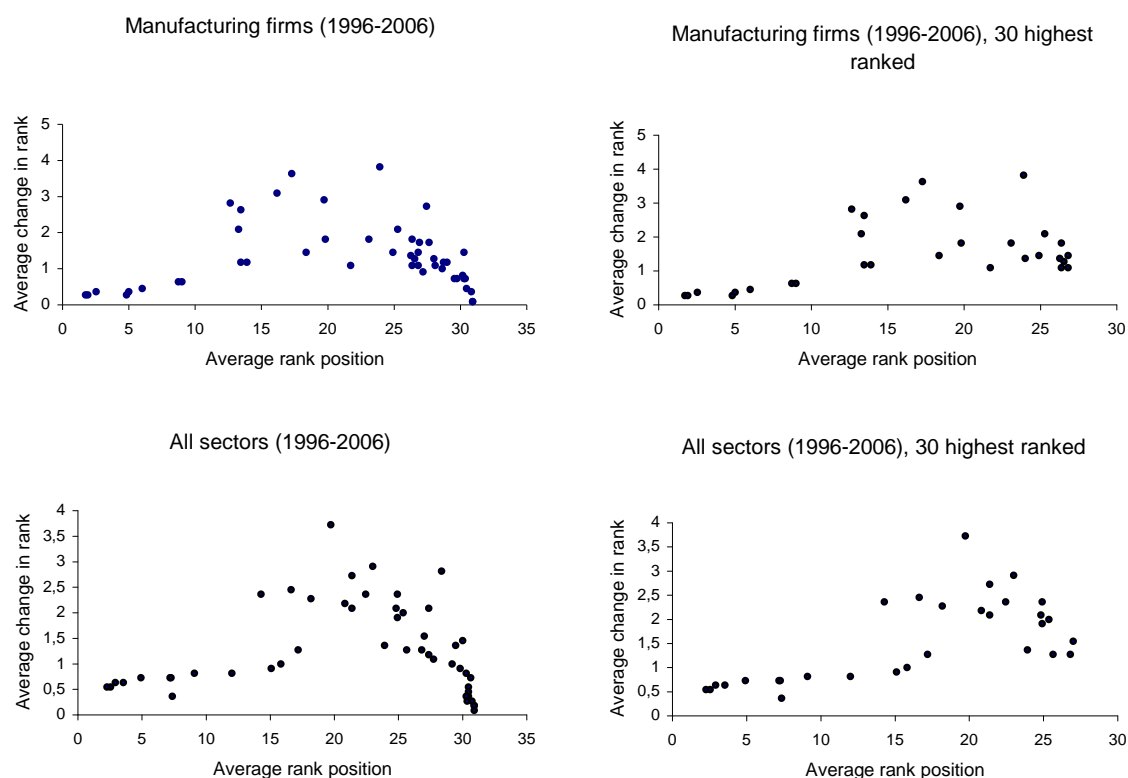 Manufacturing firms (1996-2006)
5
4
3
2
1
0
0 5 10 15 20 25 30 35
Average change in rank
Average rank position
Manufacturing firms (1996-2006), 30 highest
ranked
5
4
3
2
1
0
0 5 10 15 20 25 30
Average change in rank
Average rank position
All sectors (1996-2006)
4
3,5
3
2,5
2
1,5
1
0,5
0
0 5 10 15 20 25 30 35
Average change in rank
Average rank position
All sectors (1996-2006), 30 highest ranked
4
3,5
3
2,5
2
1,5
1
0,5
0
0 5 10 15 20 25 30
Average change in rank
Average rank position